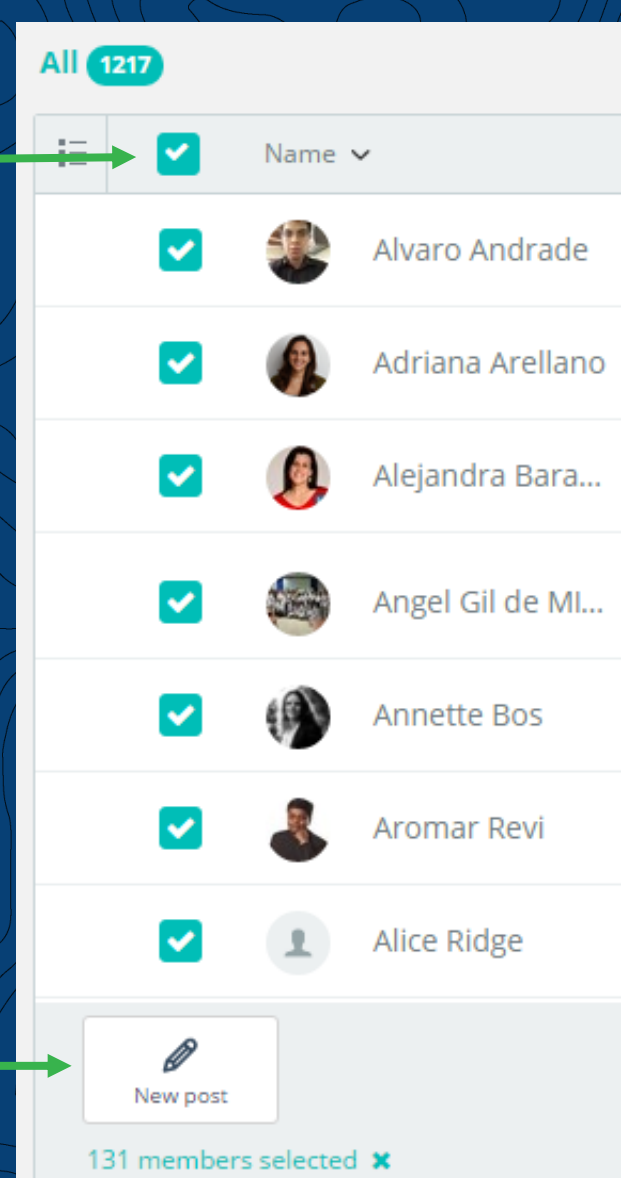 All 1217
Name
Alvaro Andrade
Adriana Arellano
Alejandra Bara...
Angel Gil de MI...
Annette Bos
Aromar Revi
Alice Ridge
New post
131 members selected